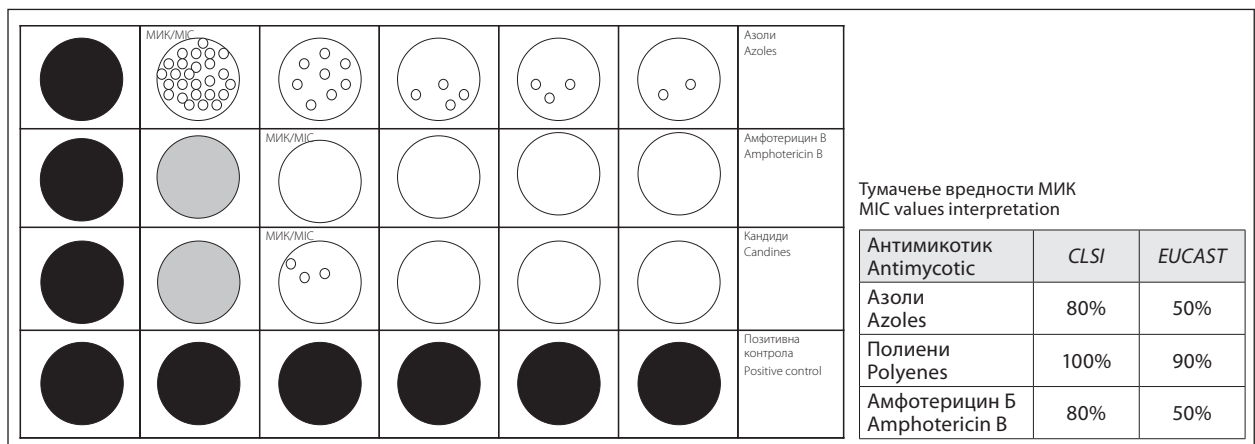 МИК/MIC
Азоли
Azoles
МИК/MIC
Амфотерицин В
Amphotericin B
МИК/MIC
Кандиди
Candines
Позитивна
контрола
Positive control
Тумачење вредности МИК
MIC values interpretation
Антимикотик
Antimycotic
CLSI
EUCAST
Азоли
Azoles
80%
50%
Полиени
Polyenes
100%
90%
Амфотерицин Б
Amphotericin B
80%
50%